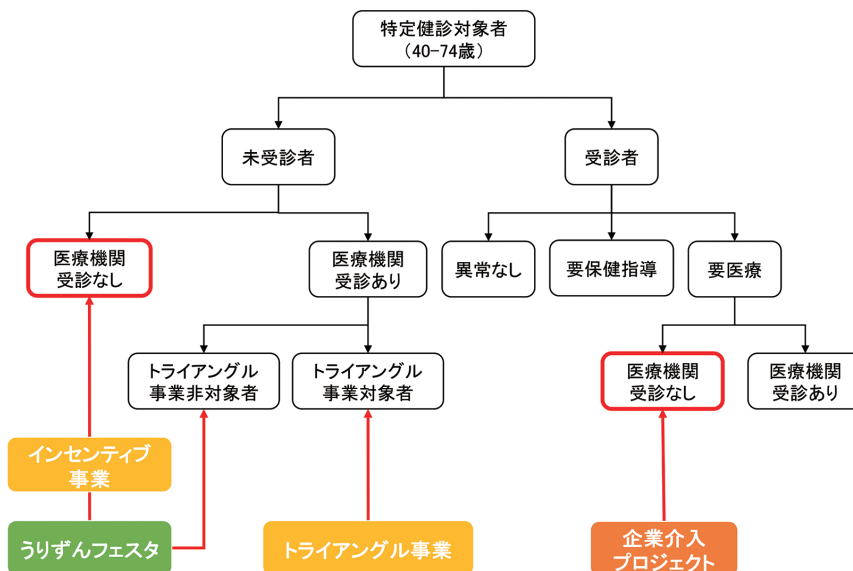 特定健診対象者
(40-74歳)
未受診者
受診者
医療機関
受診なし
医療機関
受診あり
異常なし
要保健指導
要医療
トライアングル
事業非対象者
トライアングル
事業対象者
医療機関
受診なし
医療機関
受診あり
インセンティブ
事業
うりずんフェスタ
トライアングル事業
企業介入
プロジェクト